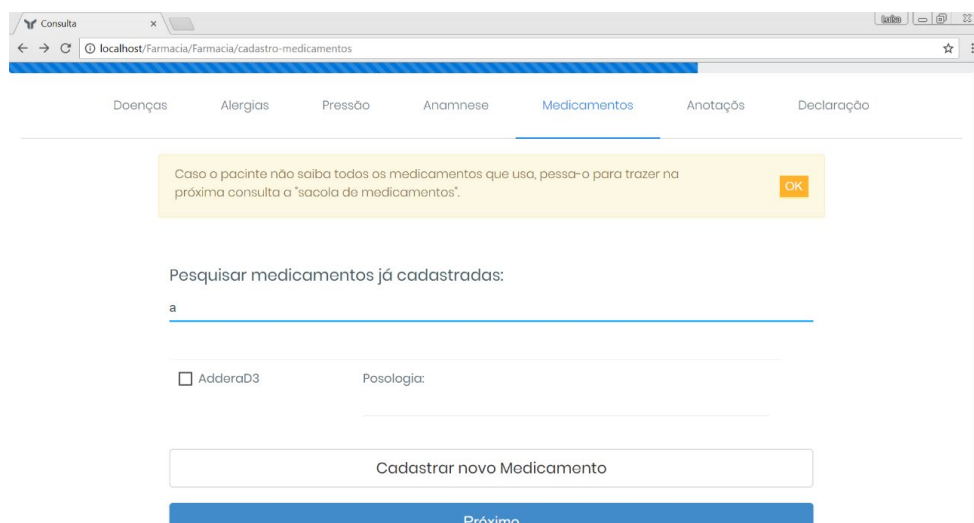 Consulta
Luisa
localhost/Farmacia/Farmacia/cadastro-medicamentos
Doenças Alergias Pressão Anamnese Medicamentos Anotaçõs Declaração
Caso o pacinte não saiba todos os medicamentos que usa, pessa-o para trazer na
próxima consulta a "sacola de medicamentos".
OK
Pesquisar medicamentos já cadastradas:
a
AdderaD3 Posologia:
Cadastrar novo Medicamento
Próximo